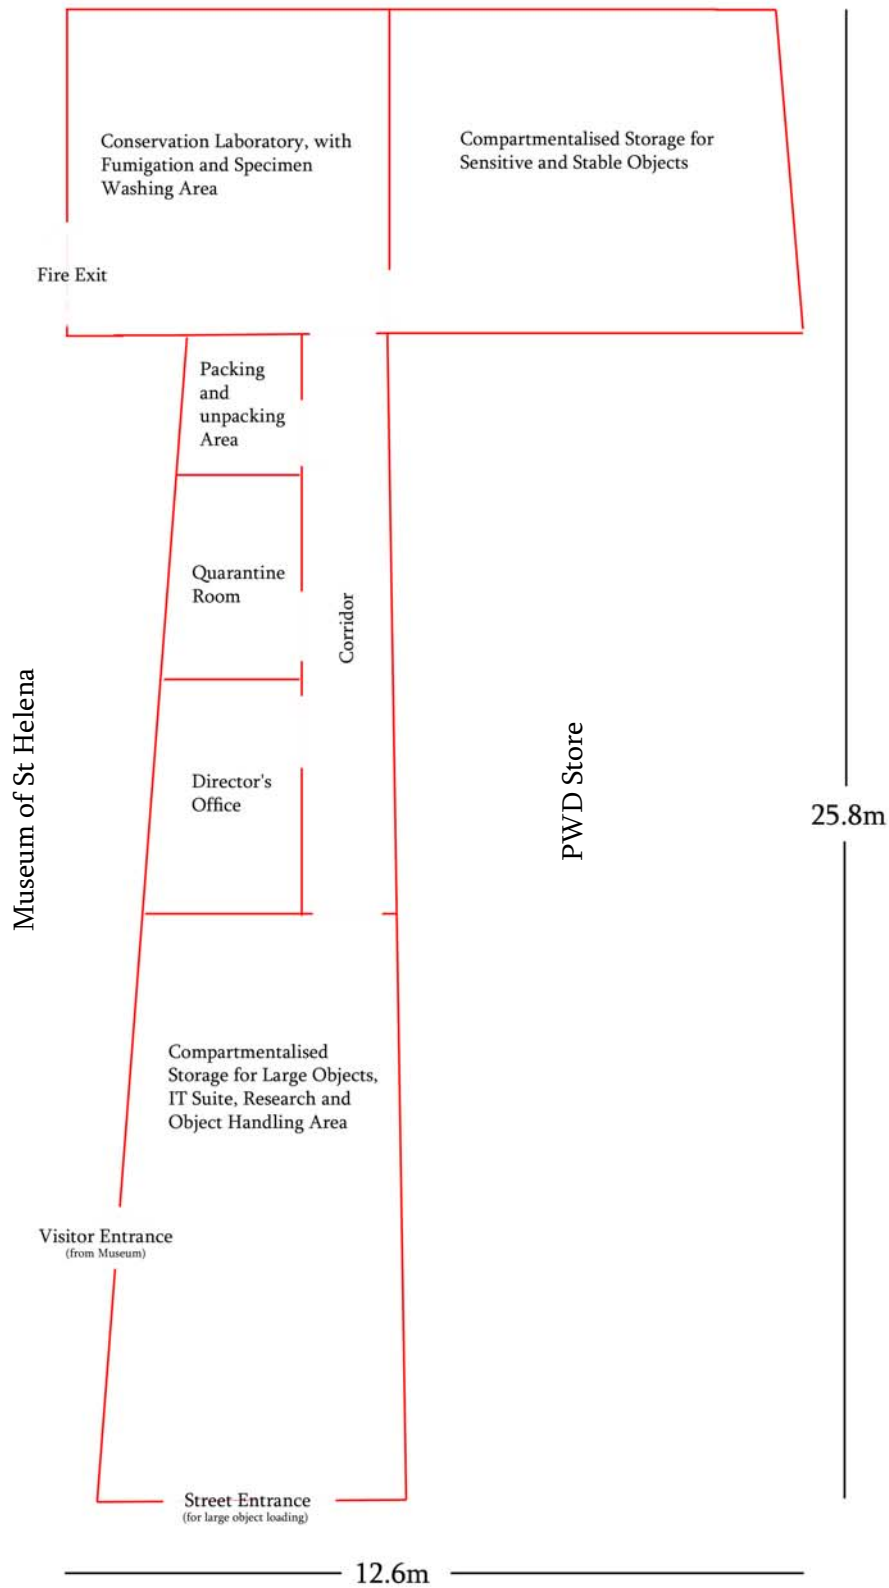 Conservation Laboratory, with
Fumigation and Specimen
Washing Area
Compartmentalised Storage for
Sensitive and Stable Objects
Fire Exit
Packing
and
unpacking
Area
Quarantine
Room
Corridor
Museum of St Helena
PWD Store
Director's
Office
25.8m
Compartmentalised
Storage for Large Objects,
IT Suite, Research and
Object Handling Area
Visitor Entrance
(from Museum)
Street Entrance
(for large object loading)
12.6m